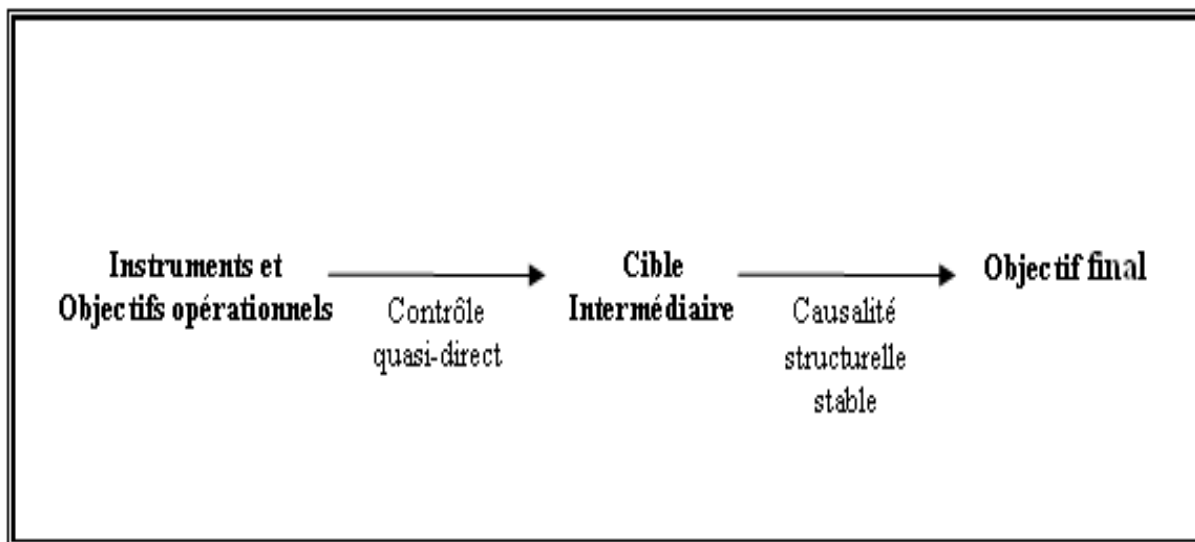 Instruments et
Objectifs opérationnels
Contrôle
quasi-direct
Cible
Intermédiaire
Causalité
structurelle
stable
Objectif final